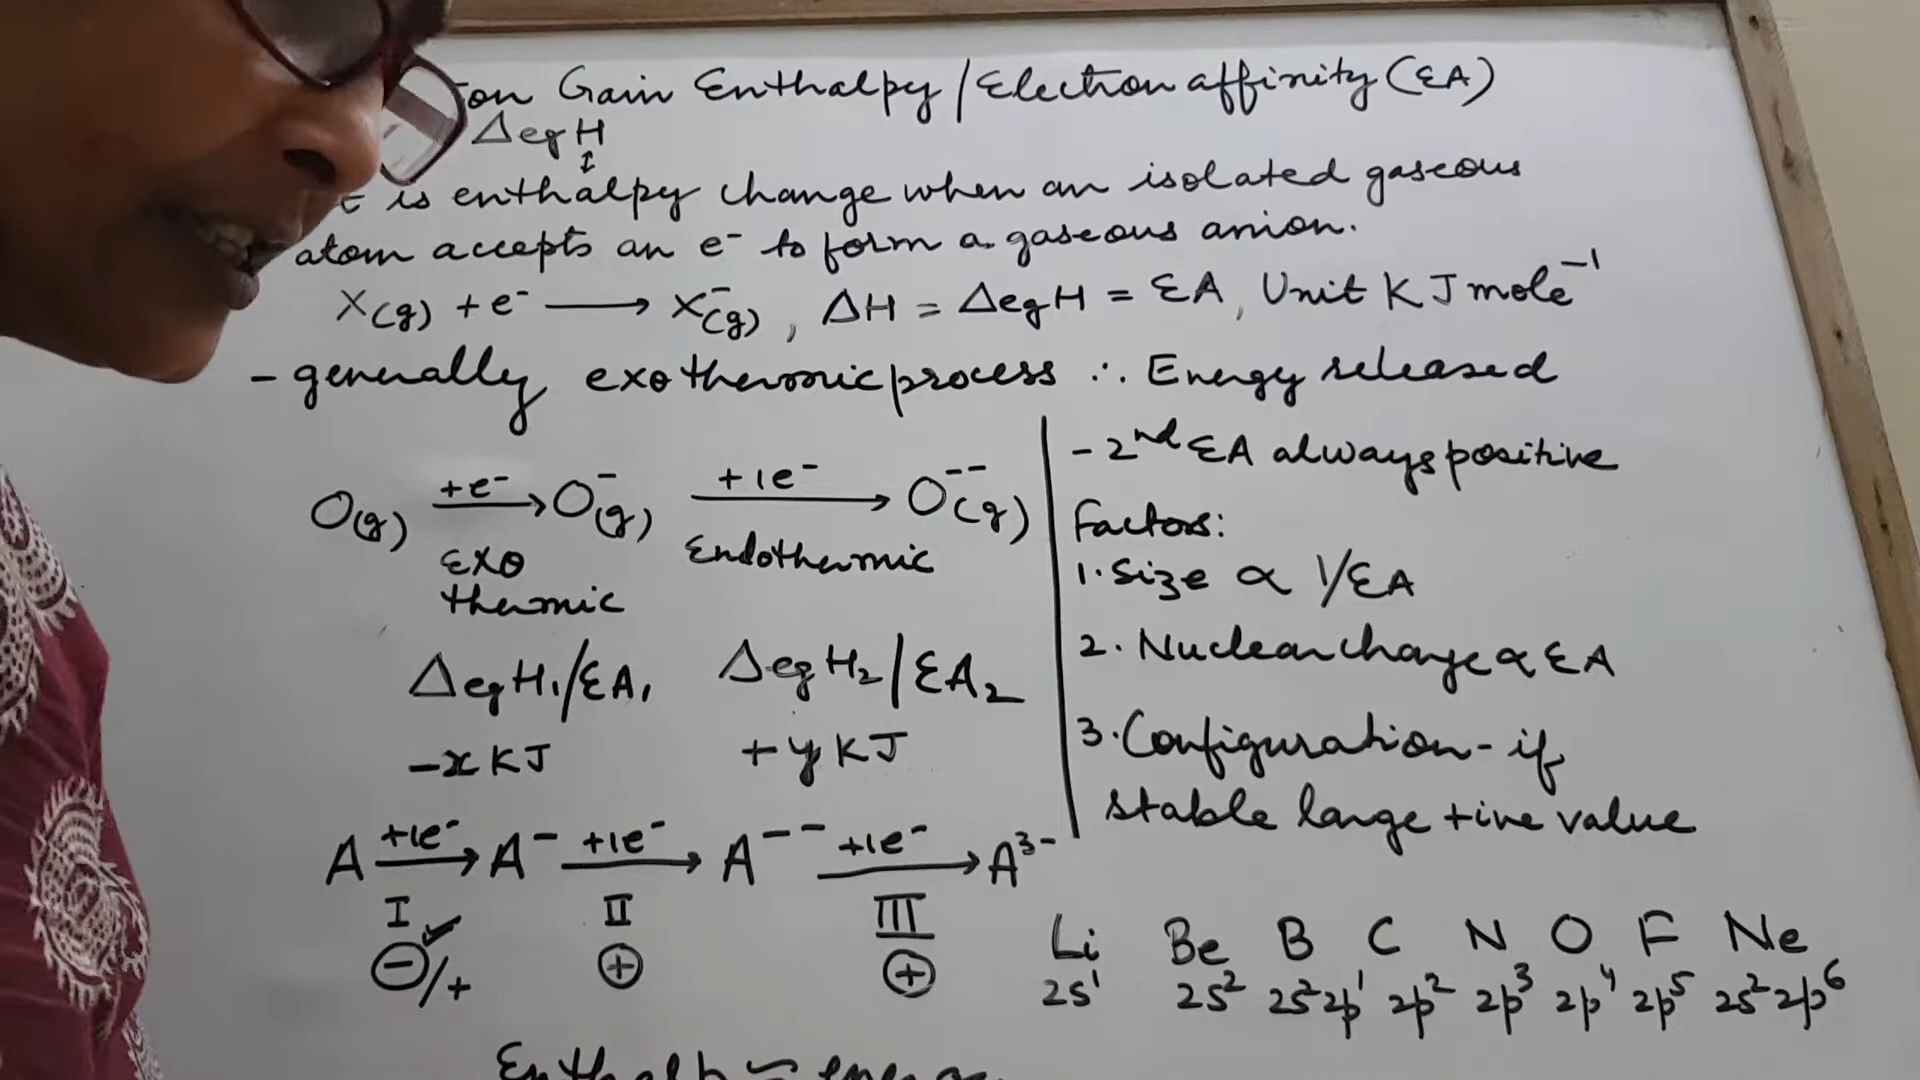 on Gain Enthalpy/Electron affinity (EA)
ΔegH
is enthalpy change when an isolated gaseous
atom accepts an e⁻ to form a gaseous anion.
X(g) + e⁻ → X⁻(g), ΔH = ΔegH = EA, Unit KJ mole⁻¹
- generally exothermic process ∴ Energy released
O(g) +e⁻ → O⁻(g) +1e⁻ → O⁻⁻(g)
Exo
thermic
Endothermic
ΔegH₁/EA₁ ΔegH₂/EA₂
-x KJ +y KJ
A +1e⁻ → A⁻ +1e⁻ → A⁻⁻ +1e⁻ → A³⁻
I II III
⊖/+ ⊕ ⊕
- 2nd EA always positive
Factors:
1. Size ∝ 1/EA
2. Nuclear charge ∝ EA
3. Configuration - if
stable large +ive value
Li Be B C N O F Ne
2s¹ 2s² 2s²2p¹ 2p² 2p³ 2p⁴ 2p⁵ 2s²2p⁶